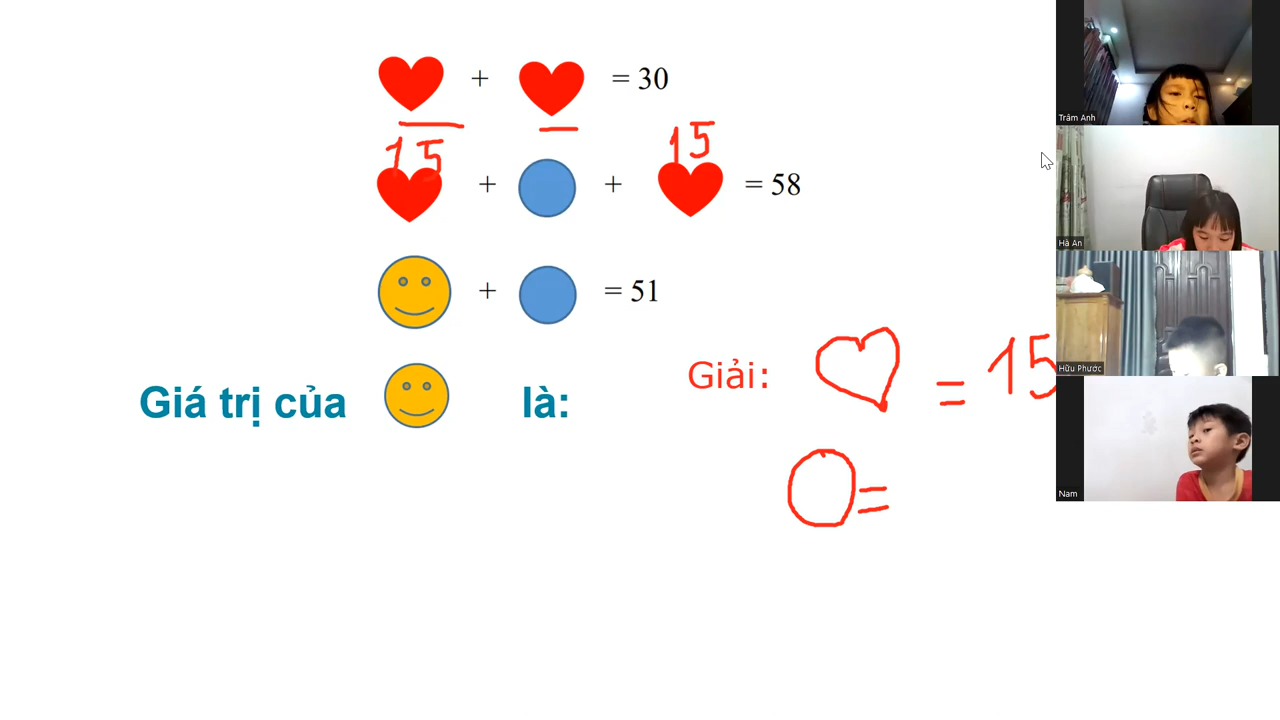 + = 30
15 15
+ + = 58
+ = 51
Giá trị của là:
Giải: = 15
=
Trâm Anh
Hà An
Hữu Phước
Nam